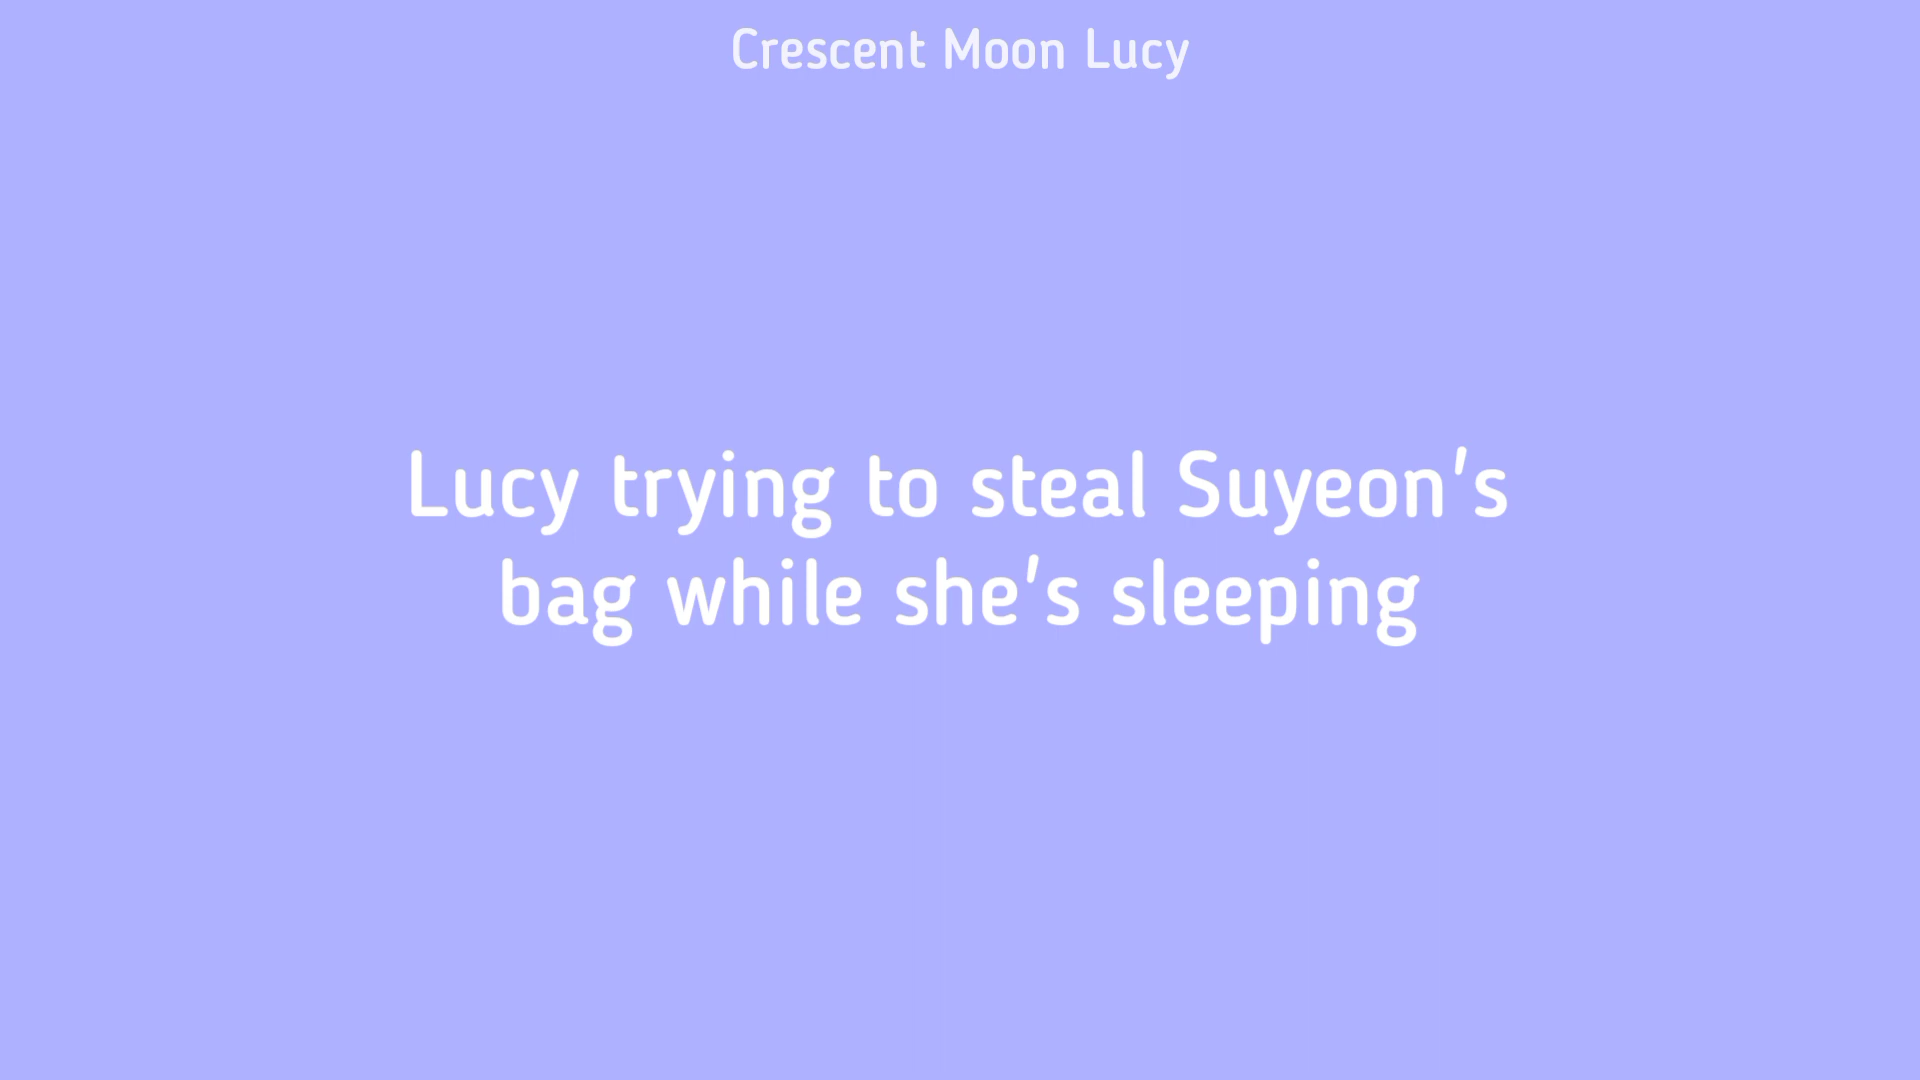 Crescent Moon Lucy
Lucy trying to steal Suyeon's
bag while she's sleeping